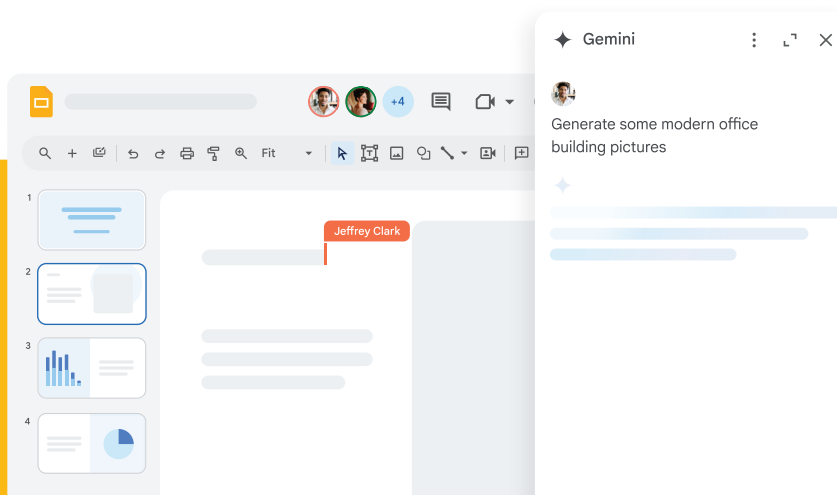 Gemini
+4
Generate some modern office
building pictures
Fit
1
Jeffrey Clark
2
3
4